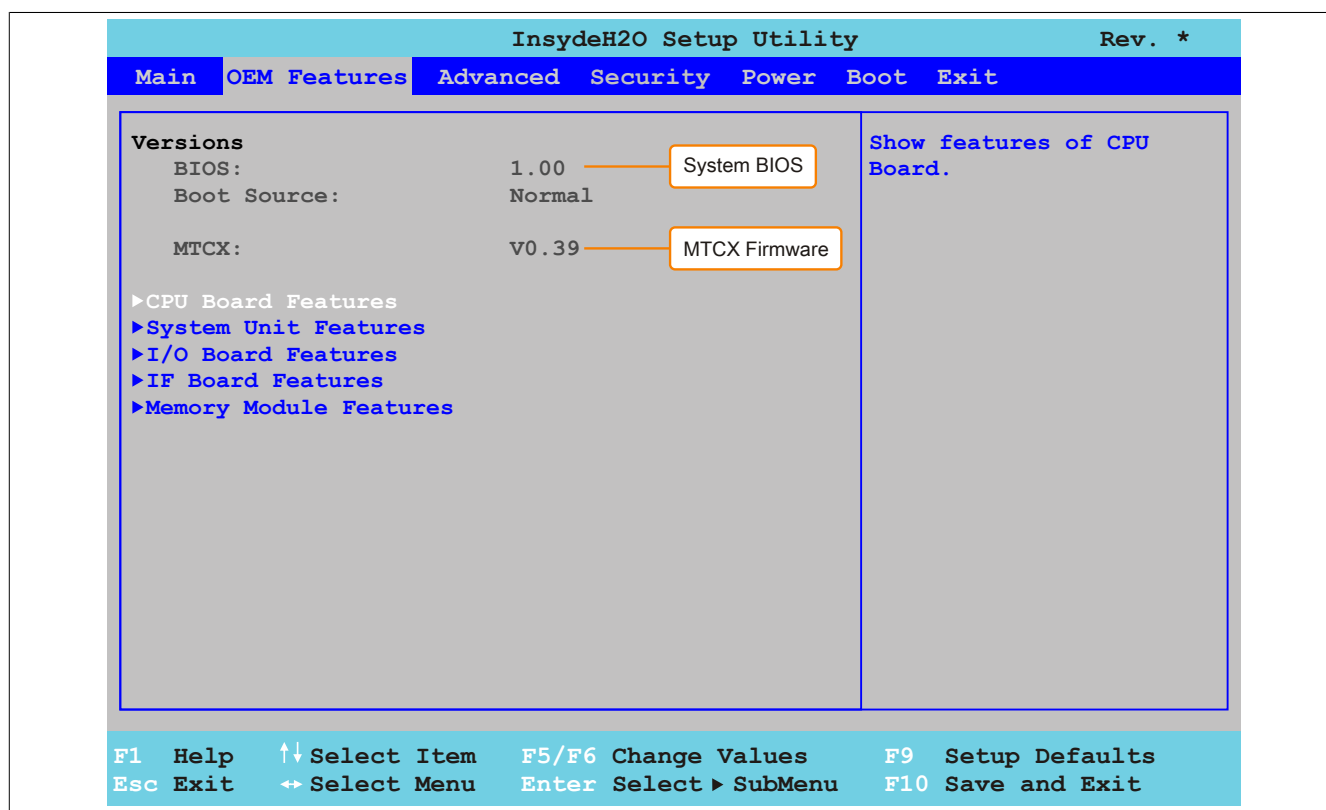 InsydeH2O Setup Utility Rev. *
Main OEM Features Advanced Security Power Boot Exit
Versions
BIOS: 1.00 System BIOS
Boot Source: Normal
MTCX: V0.39 MTCX Firmware
▶CPU Board Features
▶System Unit Features
▶I/O Board Features
▶IF Board Features
▶Memory Module Features
Show features of CPU
Board.
F1 Help ↑↓ Select Item F5/F6 Change Values F9 Setup Defaults
Esc Exit ↔ Select Menu Enter Select ▶ SubMenu F10 Save and Exit